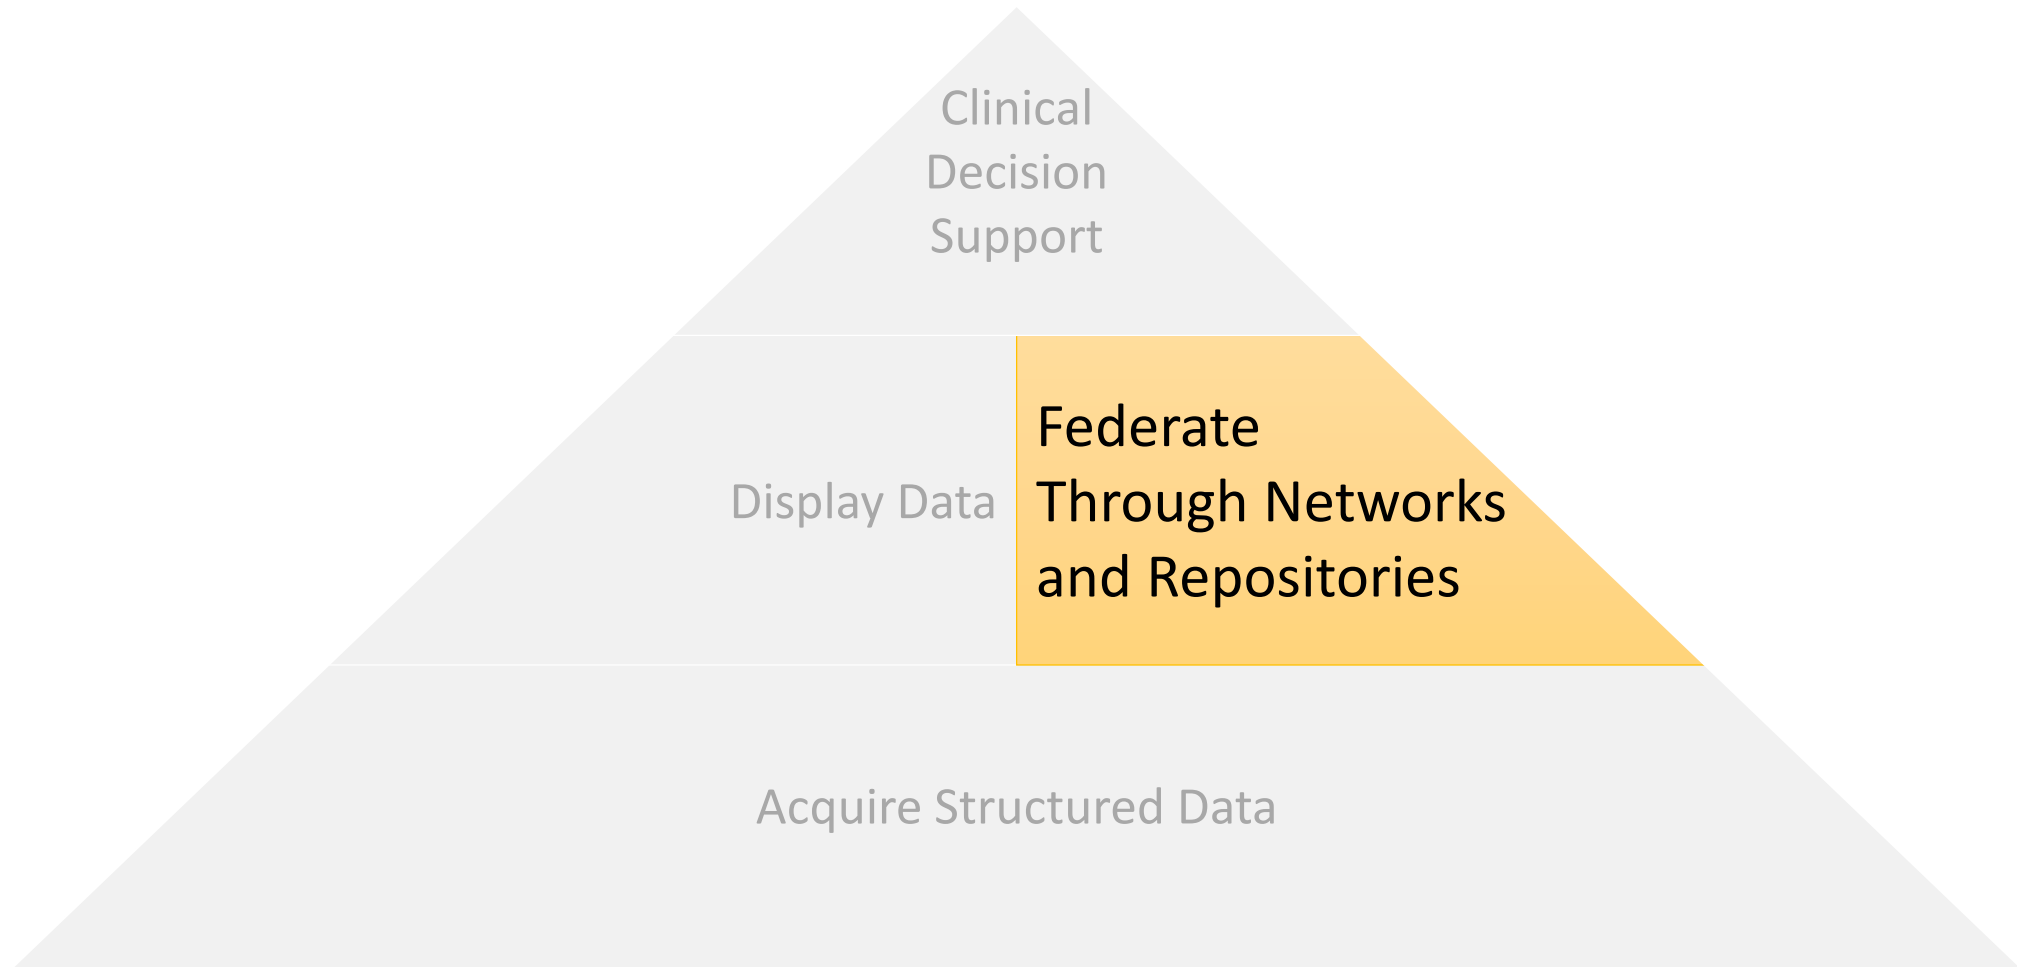 Clinical
Decision
Support
Display Data
Federate
Through Networks
and Repositories
Acquire Structured Data